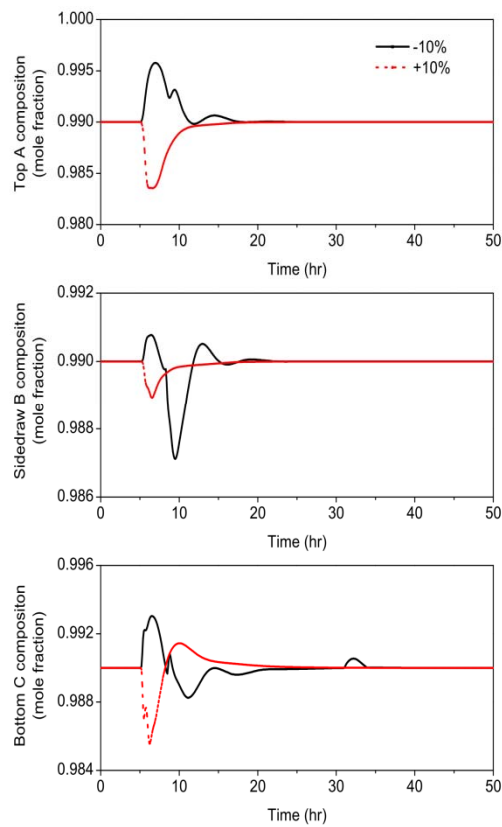 1.000
-10%
+10%
0.995
0.990
0.985
0.980
Top A composition
(mole fraction)
0 10 20 30 40 50
Time (hr)
0.992
0.990
0.988
0.986
Sidedraw B compositon
(mole fraction)
0 10 20 30 40 50
Time (hr)
0.996
0.992
0.988
0.984
Bottom C compositon
(mole fraction)
0 10 20 30 40 50
Time (hr)